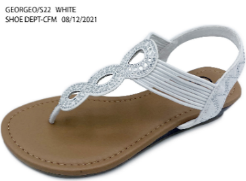 GEORGEO/S22 WHITE
SHOE DEPT-CFM 08/12/2021